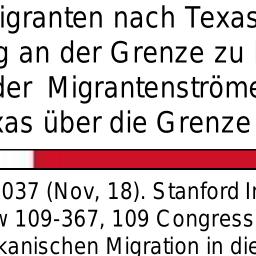 igranten nach Texas
g an der Grenze zu
der Migrantenströme
xas über die Grenze
037 (Nov, 18). Stanford In
w 109-367, 109 Congress
kanischen Migration in die